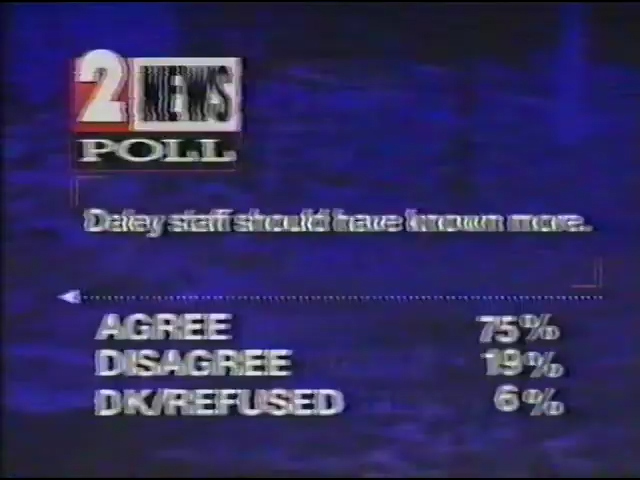 2 NEWS
POLL
Daley staff should have known more.
AGREE 75%
DISAGREE 19%
DK/REFUSED 6%